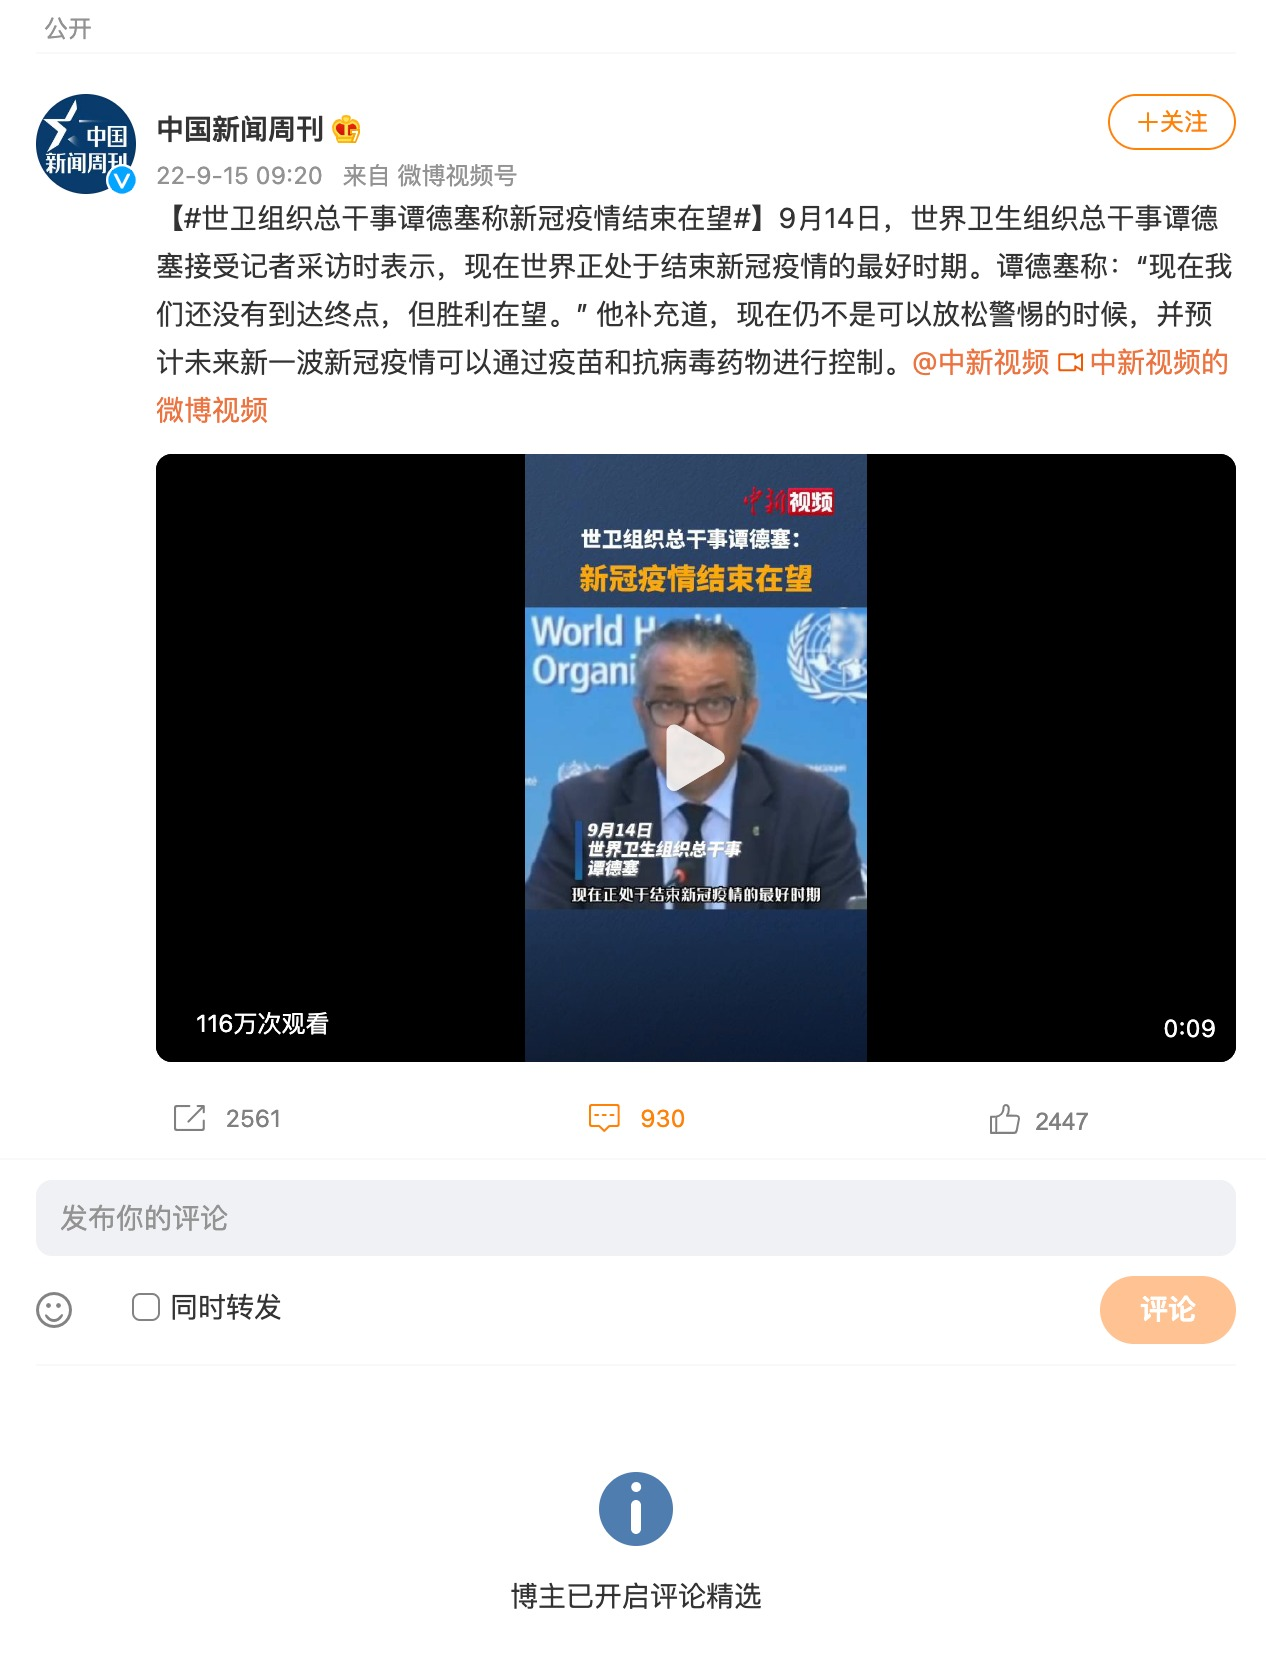 公开
中国
新闻周刊
中国新闻周刊
＋关注
22-9-15 09:20 来自 微博视频号
【#世卫组织总干事谭德塞称新冠疫情结束在望#】9月14日，世界卫生组织总干事谭德
塞接受记者采访时表示，现在世界正处于结束新冠疫情的最好时期。谭德塞称：“现在我
们还没有到达终点，但胜利在望。” 他补充道，现在仍不是可以放松警惕的时候，并预
计未来新一波新冠疫情可以通过疫苗和抗病毒药物进行控制。@中新视频 中新视频的
微博视频
中新视频
世卫组织总干事谭德塞：
新冠疫情结束在望
World Health
Organi
9月14日
世界卫生组织总干事
谭德塞
现在正处于结束新冠疫情的最好时期
116万次观看
0:09
2561
930
2447
发布你的评论
同时转发
评论
博主已开启评论精选